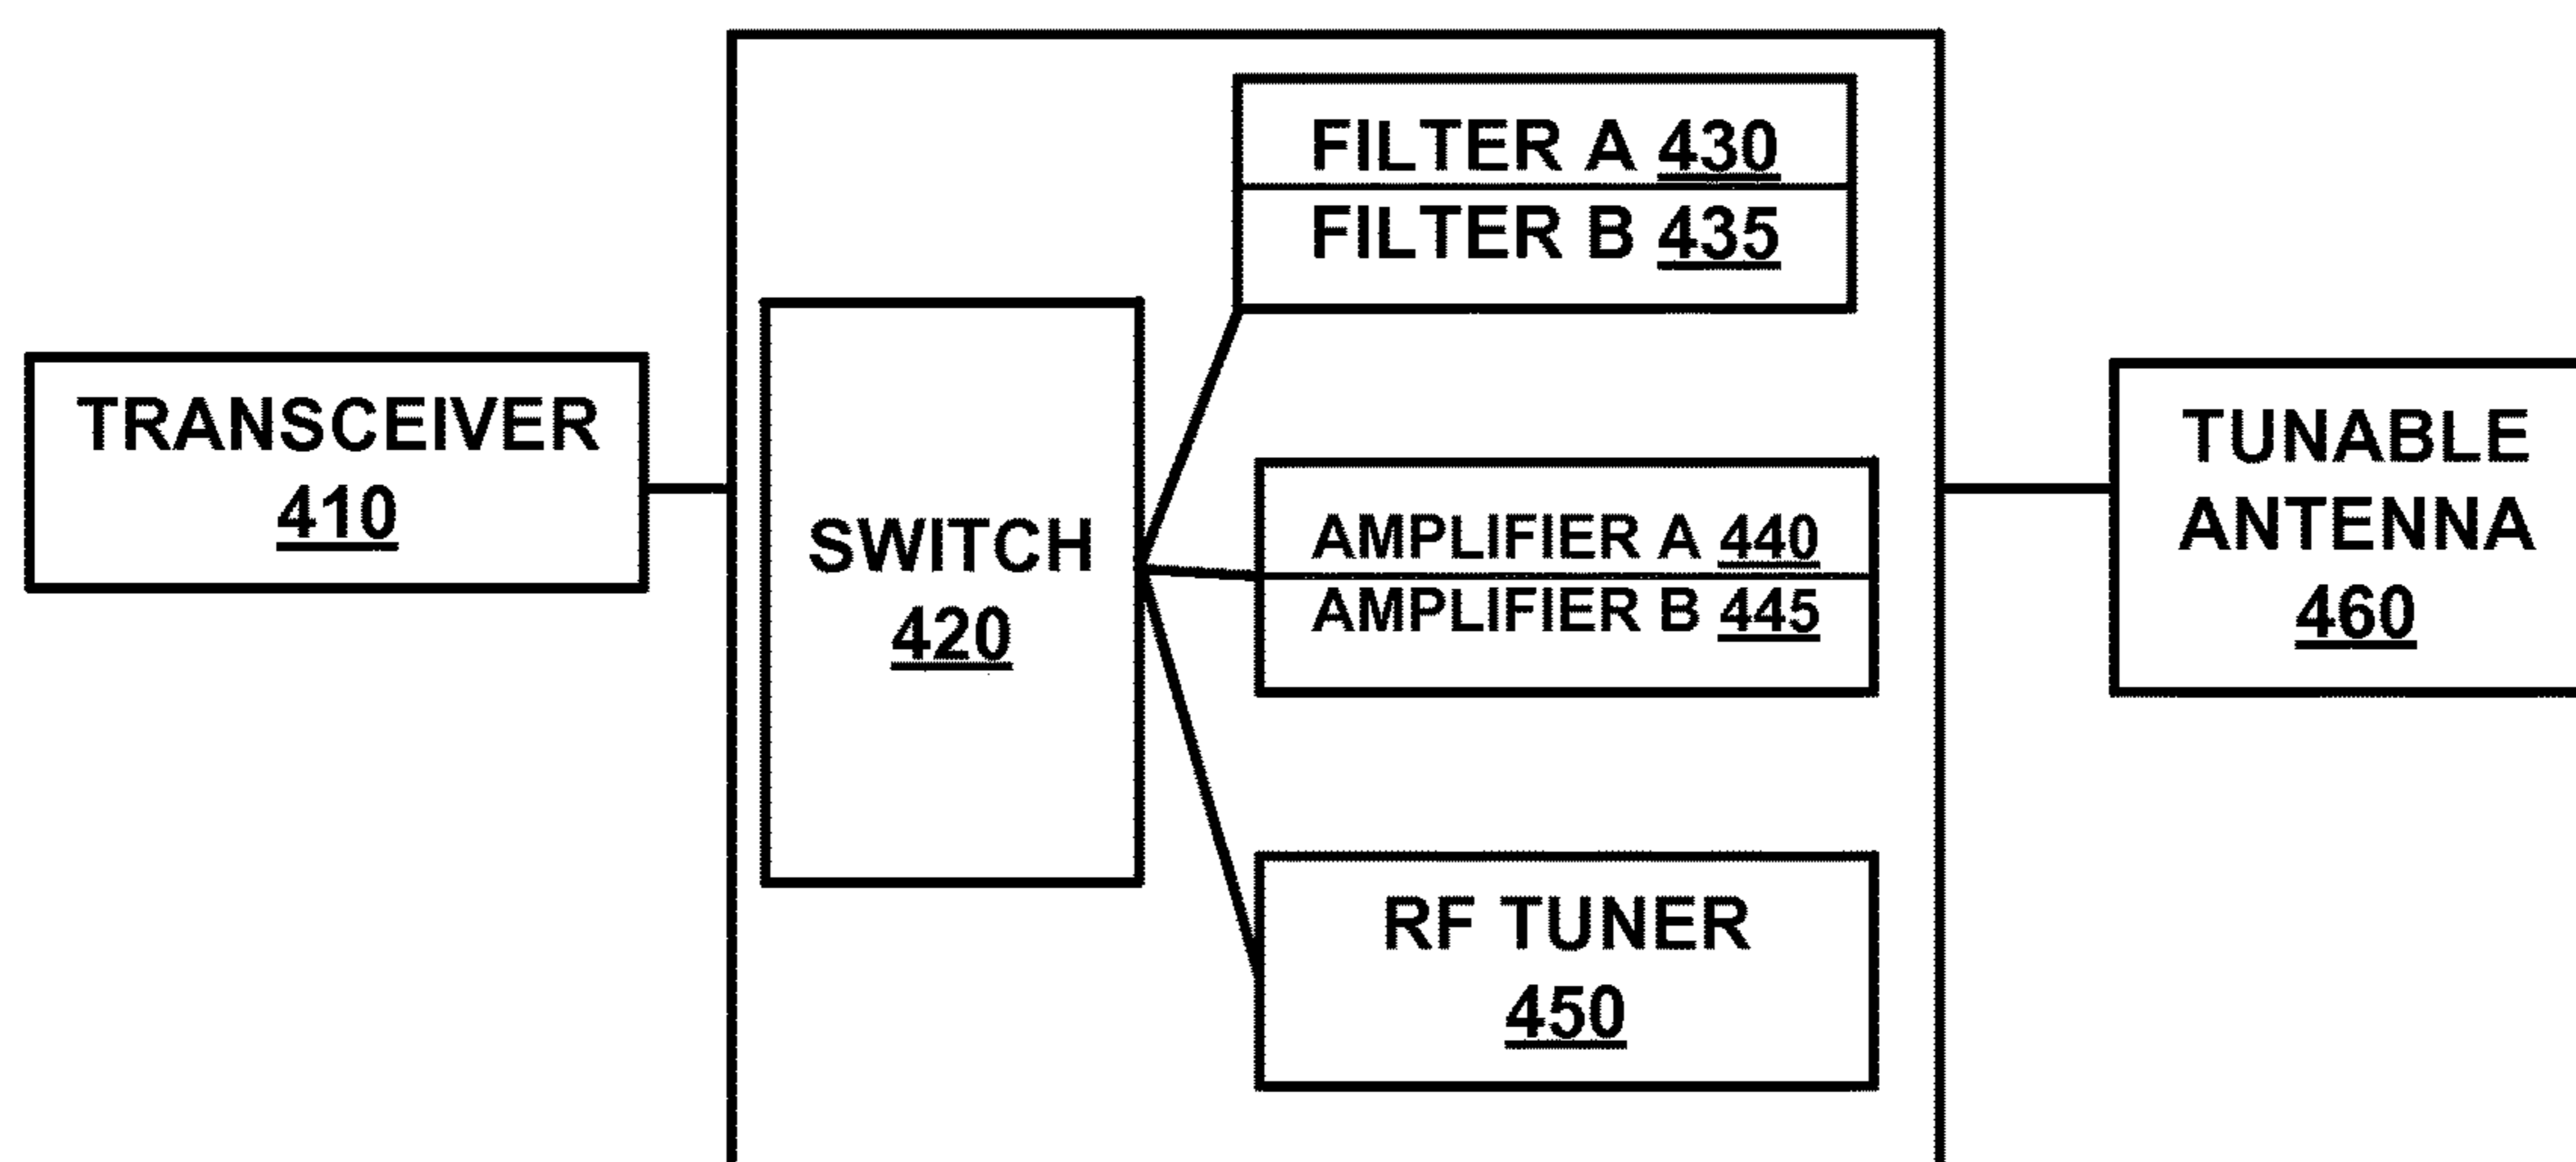 TRANSCEIVER
410
SWITCH
420
FILTER A 430
FILTER B 435
AMPLIFIER A 440
AMPLIFIER B 445
RF TUNER
450
TUNABLE
ANTENNA
460